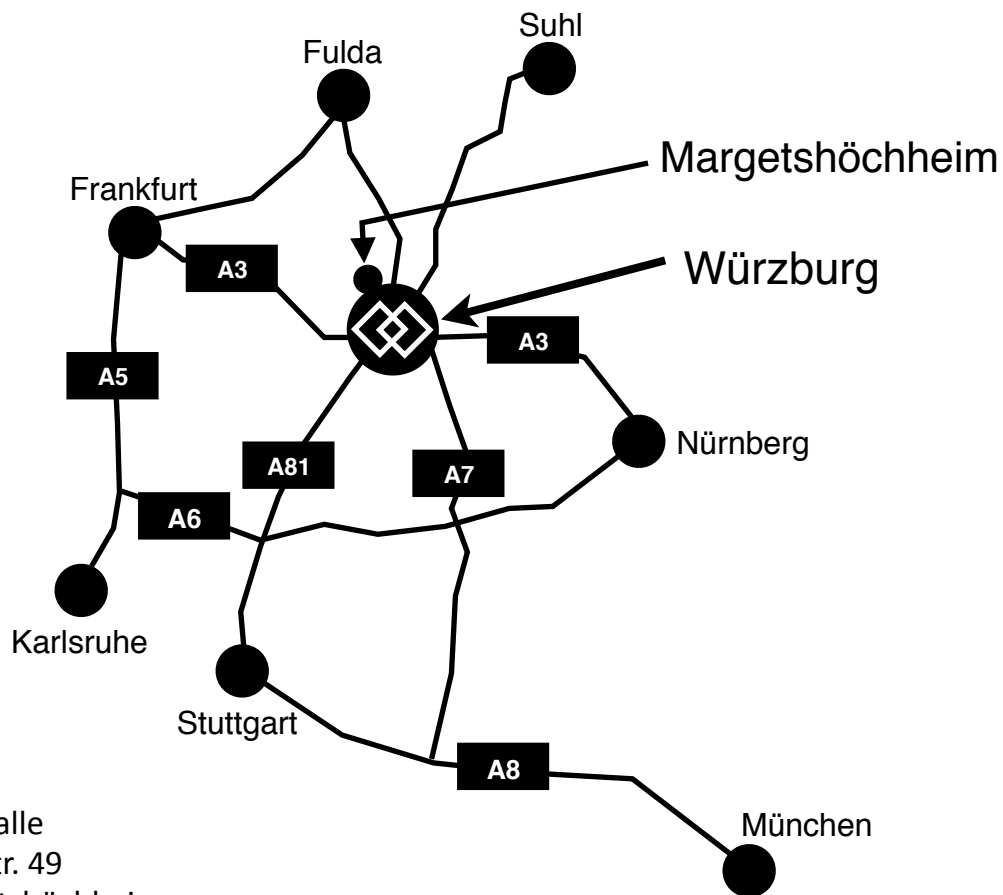 Suhl
Fulda
Margetshöchheim
Frankfurt
Würzburg
A3
A3
A5
Nürnberg
A81
A7
A6
Karlsruhe
Stuttgart
A8
München
alle
tr. 49